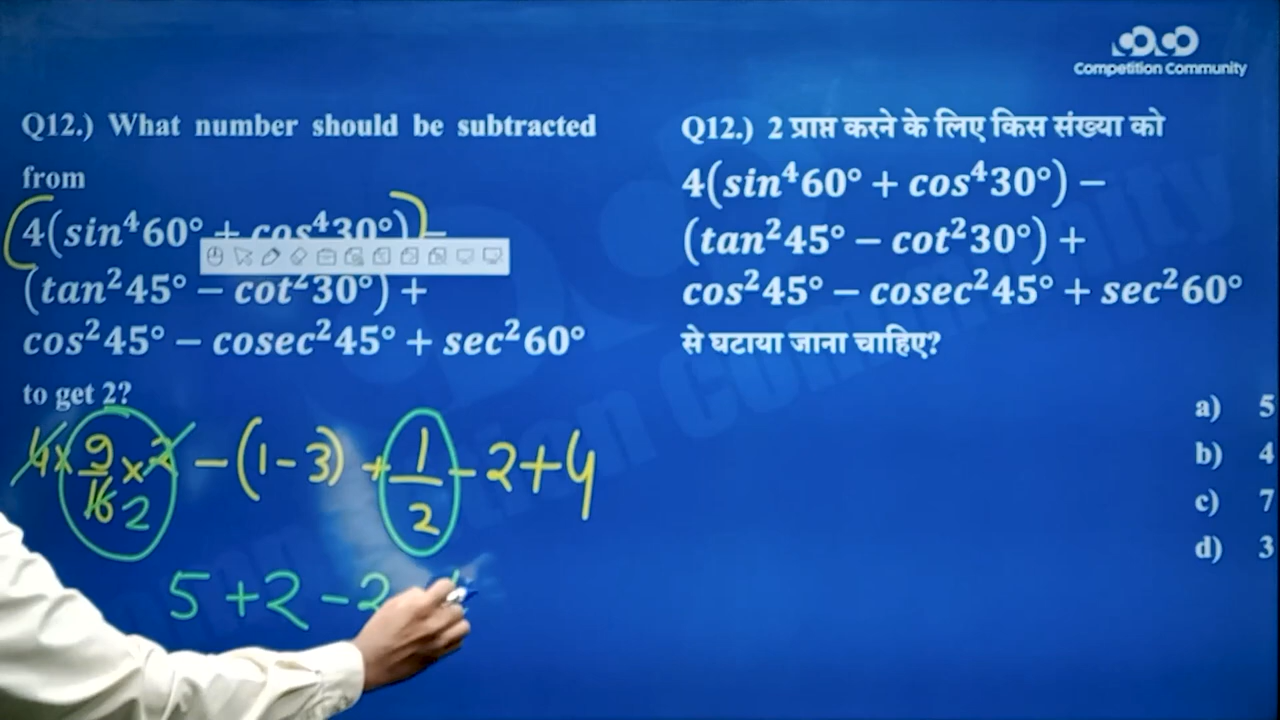 Competition Community
Q12.) What number should be subtracted
from
4(sin⁴60° + cos⁴30°) −
(tan²45° − cot²30°) +
cos²45° − cosec²45° + sec²60°
to get 2?
Q12.) 2 प्राप्त करने के लिए किस संख्या को
4(sin⁴60° + cos⁴30°) −
(tan²45° − cot²30°) +
cos²45° − cosec²45° + sec²60°
से घटाया जाना चाहिए?
a) 5
b) 4
c) 7
d) 3
4 × 9/16 × 2 − (1 − 3) + 1/2 − 2 + 4
2
5 + 2 − 2